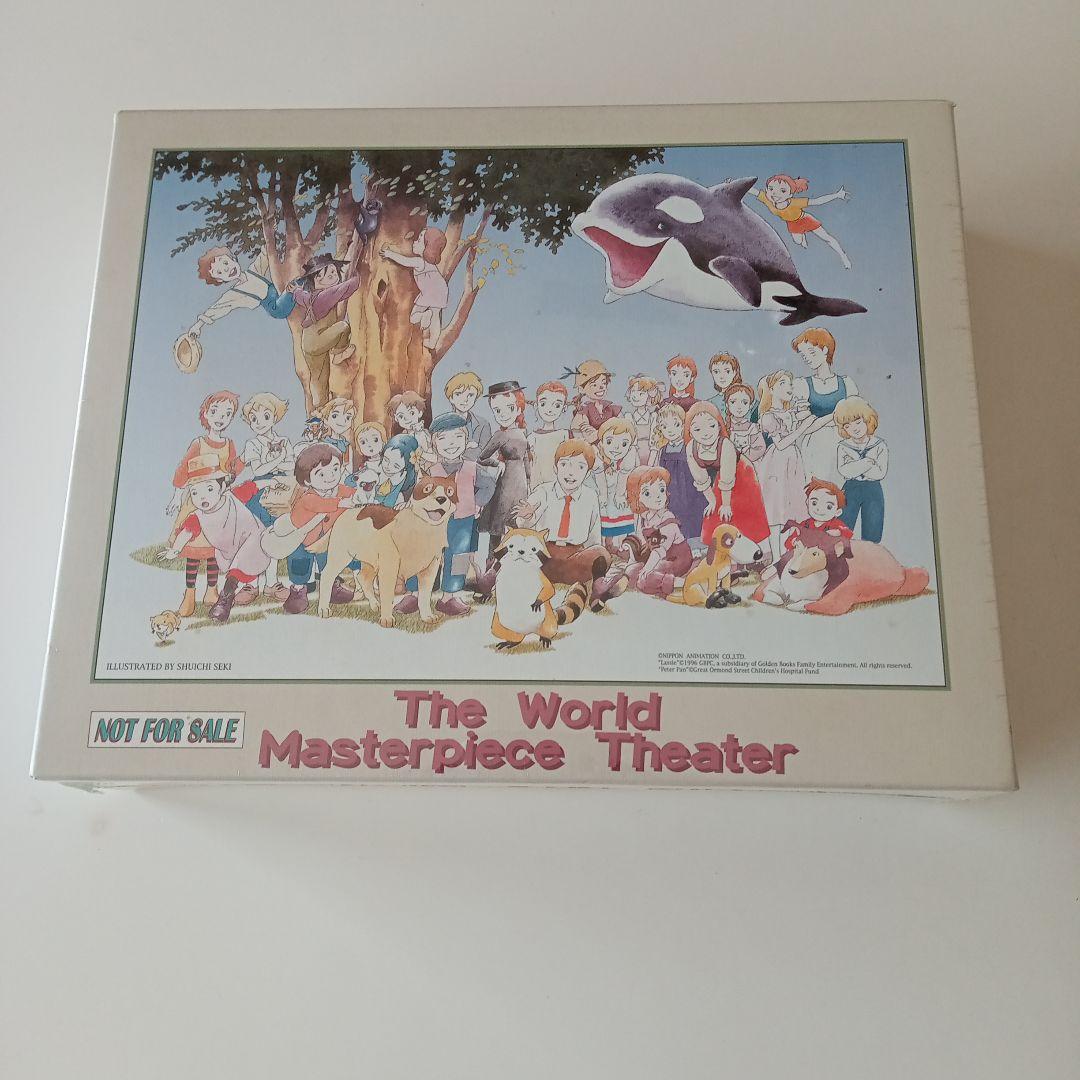 ILLUSTRATED BY SHUICHI SEKI
©NIPPON ANIMATION CO.,LTD.
"Lassie"©1996 GBPC, a subsidiary of Golden Books Family Entertainment. All rights reserved.
"Peter Pan"©Great Ormond Street Children's Hospital Fund
NOT FOR SALE
The World
Masterpiece Theater